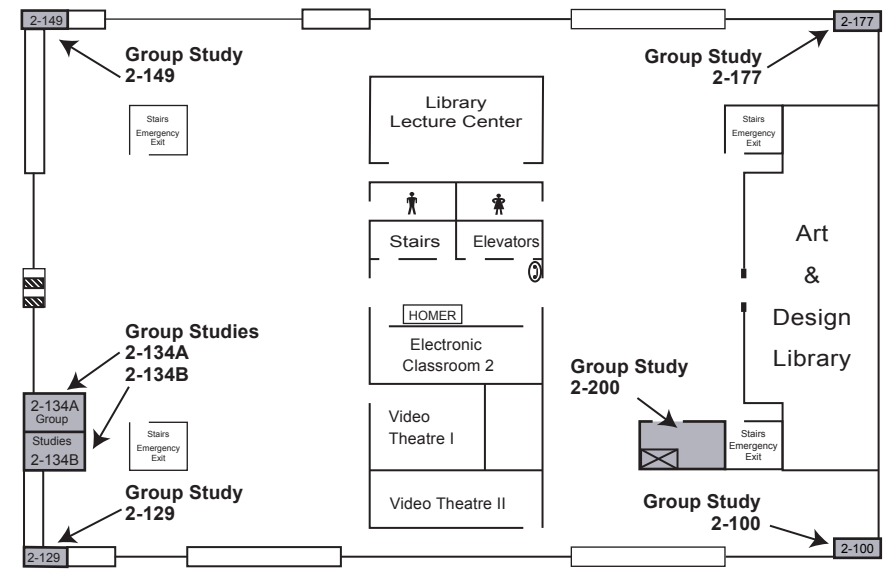 2-149
2-177
Group Study
2-149
Group Study
2-177
Library
Lecture Center
Stairs
Emergency
Exit
Stairs
Emergency
Exit
Stairs
Elevators
Art
&
Design
Library
HOMER
Electronic
Classroom 2
Group Studies
2-134A
2-134B
Group Study
2-200
2-134A
Group
Studies
2-134B
Video
Theatre I
Stairs
Emergency
Exit
Stairs
Emergency
Exit
Group Study
2-129
Video Theatre II
Group Study
2-100
2-129
2-100